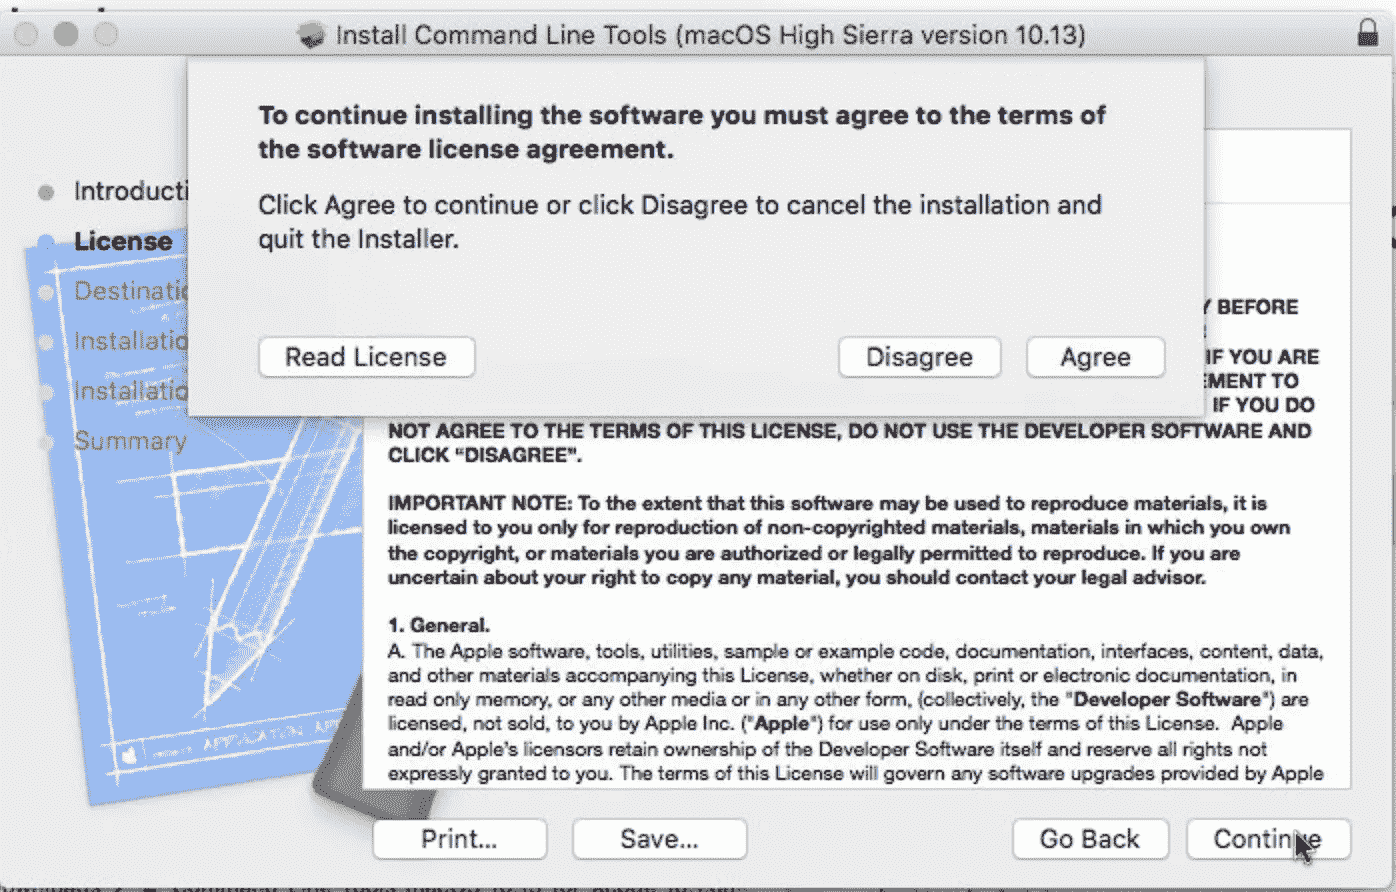 Install Command Line Tools (macOS High Sierra version 10.13)
To continue installing the software you must agree to the terms of
the software license agreement.
Click Agree to continue or click Disagree to cancel the installation and
quit the Installer.
Read License
Disagree
Agree
Introducti
License
Destinatio
Installatio
Installatio
Summary
Y BEFORE
IF YOU ARE
EMENT TO
IF YOU DO
NOT AGREE TO THE TERMS OF THIS LICENSE, DO NOT USE THE DEVELOPER SOFTWARE AND
CLICK “DISAGREE”.
IMPORTANT NOTE: To the extent that this software may be used to reproduce materials, it is
licensed to you only for reproduction of non-copyrighted materials, materials in which you own
the copyright, or materials you are authorized or legally permitted to reproduce. If you are
uncertain about your right to copy any material, you should contact your legal advisor.
1. General.
A. The Apple software, tools, utilities, sample or example code, documentation, interfaces, content, data,
and other materials accompanying this License, whether on disk, print or electronic documentation, in
read only memory, or any other media or in any other form, (collectively, the "Developer Software") are
licensed, not sold, to you by Apple Inc. ("Apple") for use only under the terms of this License.  Apple
and/or Apple's licensors retain ownership of the Developer Software itself and reserve all rights not
expressly granted to you. The terms of this License will govern any software upgrades provided by Apple
APPLICATION
Print...
Save...
Go Back
Continue